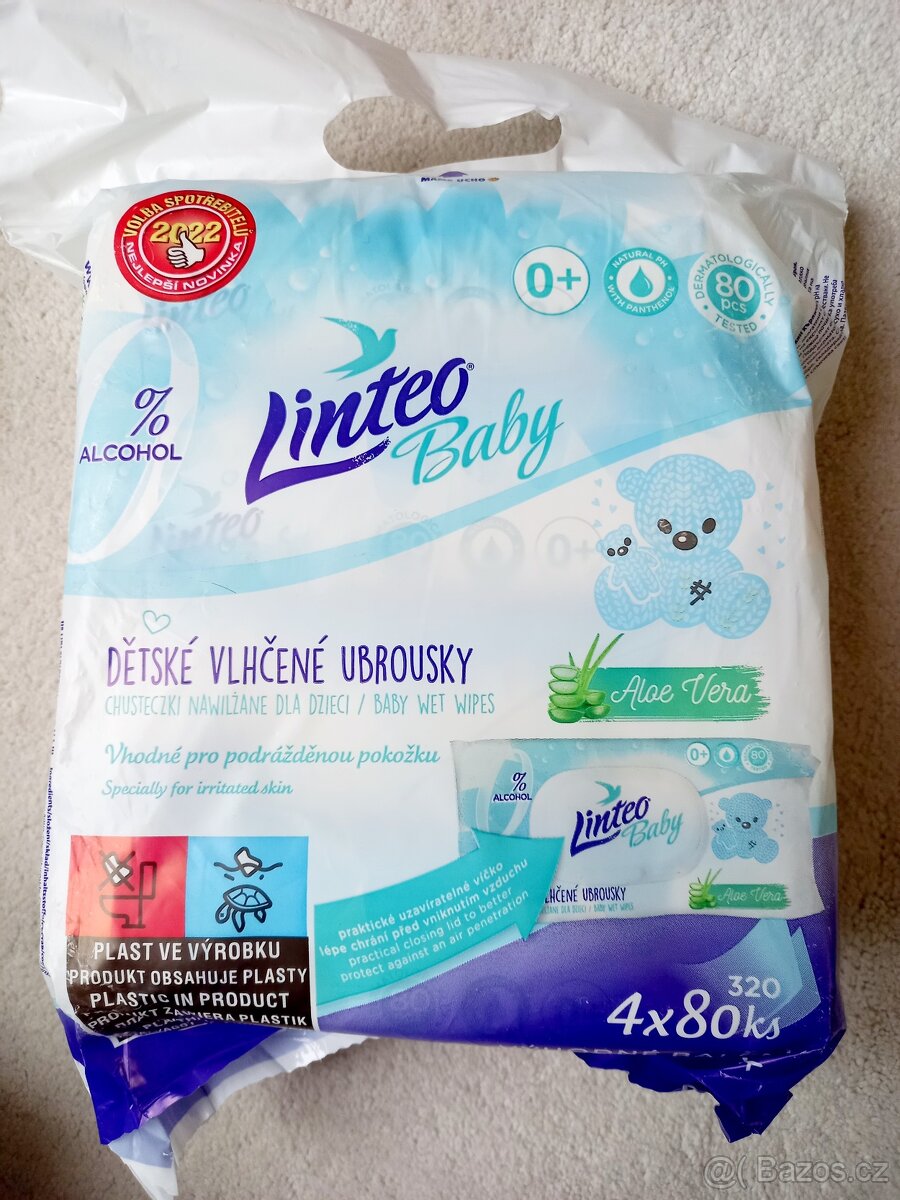 VOLBA SPOTŘEBITELŮ
2022
NEJLEPŠÍ NOVINKA
0+
NATURAL PH
WITH PANTHENOL
DERMATOLOGICALLY
80
pcs
TESTED
0%
ALCOHOL
Linteo®
Baby
DĚTSKÉ VLHČENÉ UBROUSKY
CHUSTECZKI NAWILŻANE DLA DZIECI / BABY WET WIPES
Aloe Vera
Vhodné pro podrážděnou pokožku
Specially for irritated skin
0+
80
%
ALCOHOL
Linteo
Baby
LHČENÉ UBROUSKY
Aloe Vera
praktické uzavíratelné víčko
lépe chrání před vniknutím vzduchu
practical closing lid to better
protect against an air penetration
PLAST VE VÝROBKU
PRODUKT OBSAHUJE PLASTY
PLASTIC IN PRODUCT
PRODUKT ZAWIERA PLASTIK
320
4x80ks
@( Bazos.cz